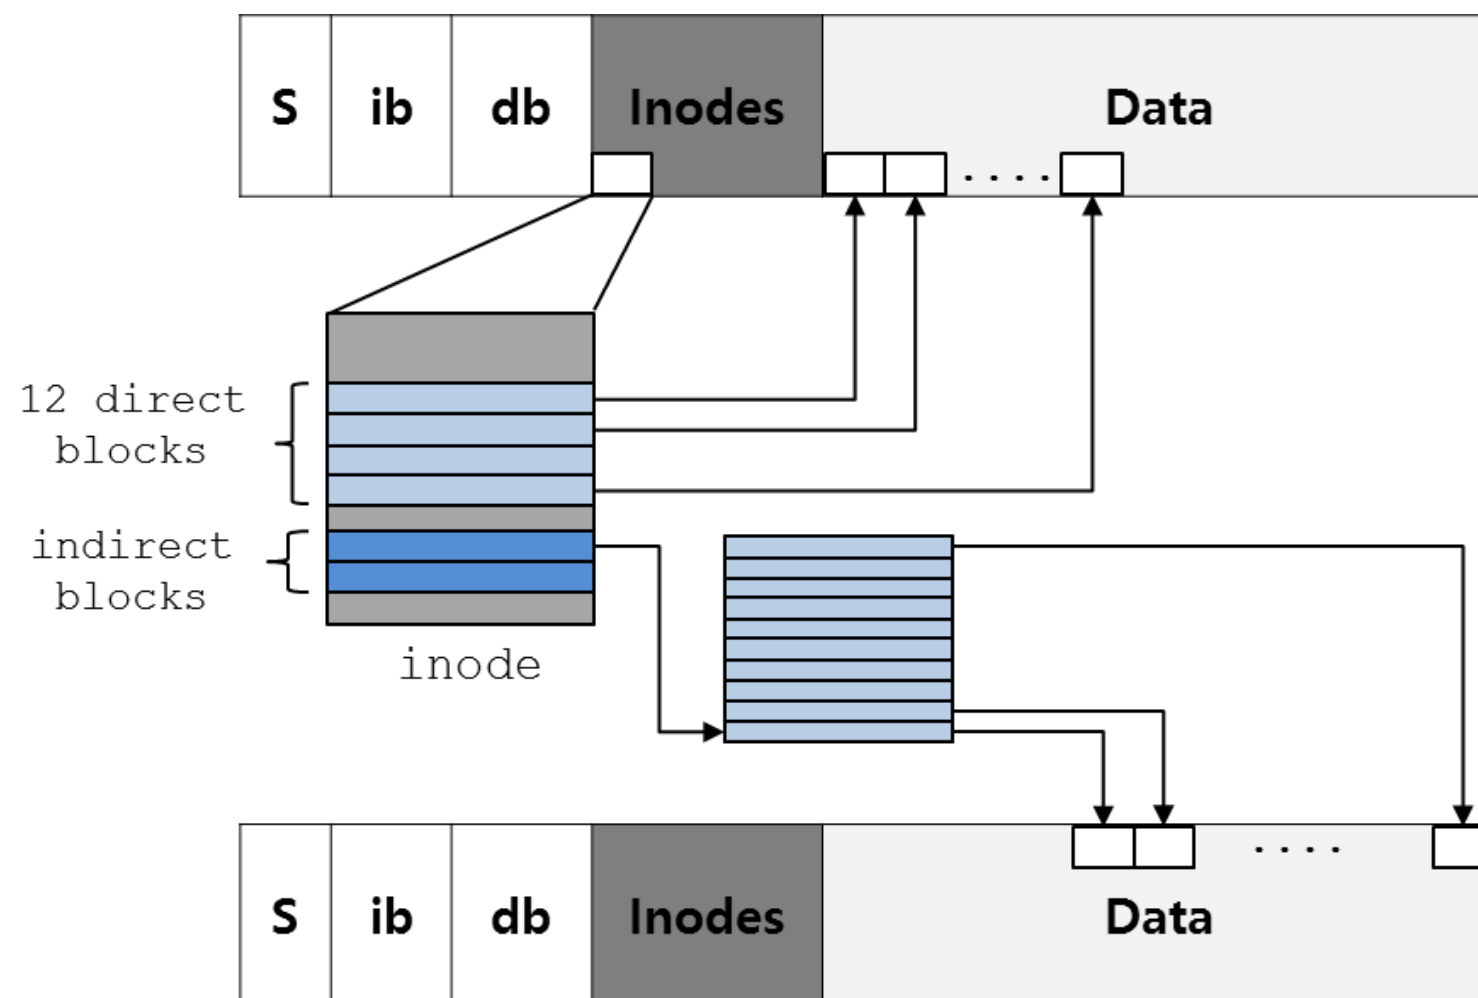 S ib db Inodes Data
. . . .
12 direct
blocks
indirect
blocks
inode
. . . .
S ib db Inodes Data